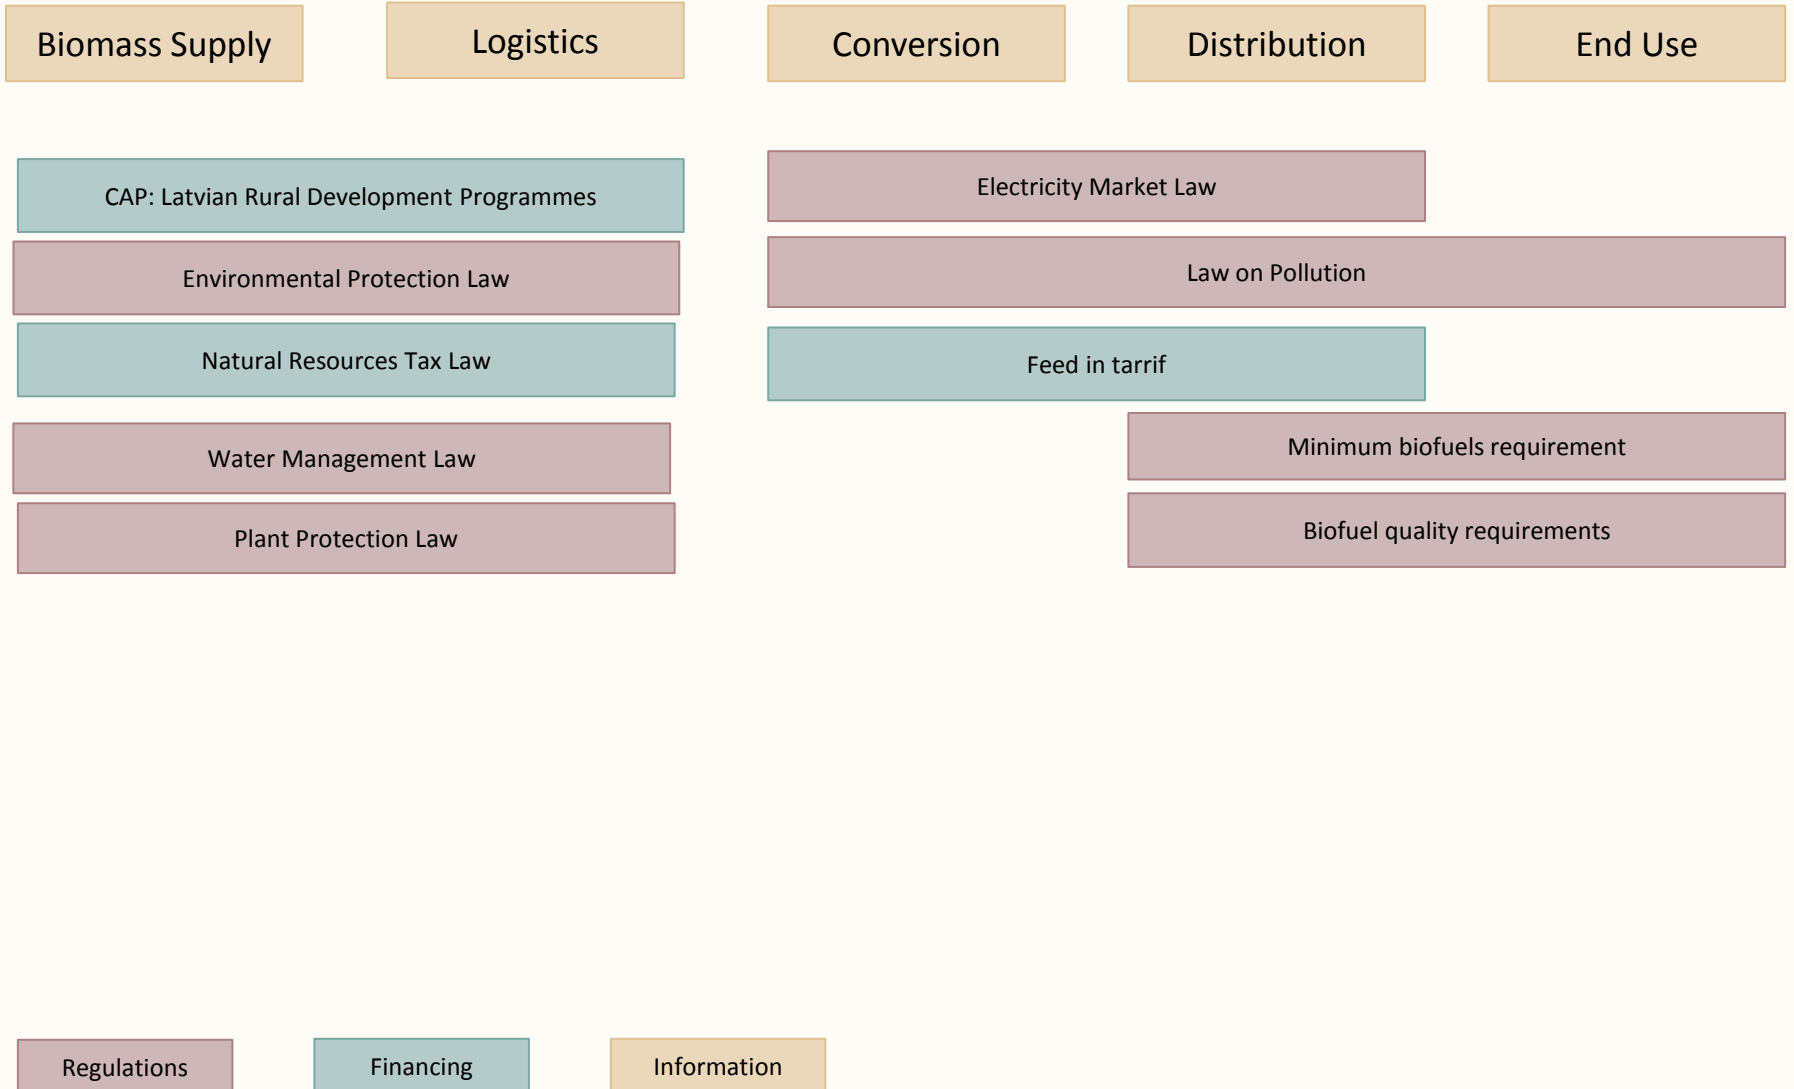 Biomass Supply
Logistics
Conversion
Distribution
End Use
CAP: Latvian Rural Development Programmes
Environmental Protection Law
Natural Resources Tax Law
Water Management Law
Plant Protection Law
Electricity Market Law
Law on Pollution
Feed in tarrif
Minimum biofuels requirement
Biofuel quality requirements
Regulations
Financing
Information